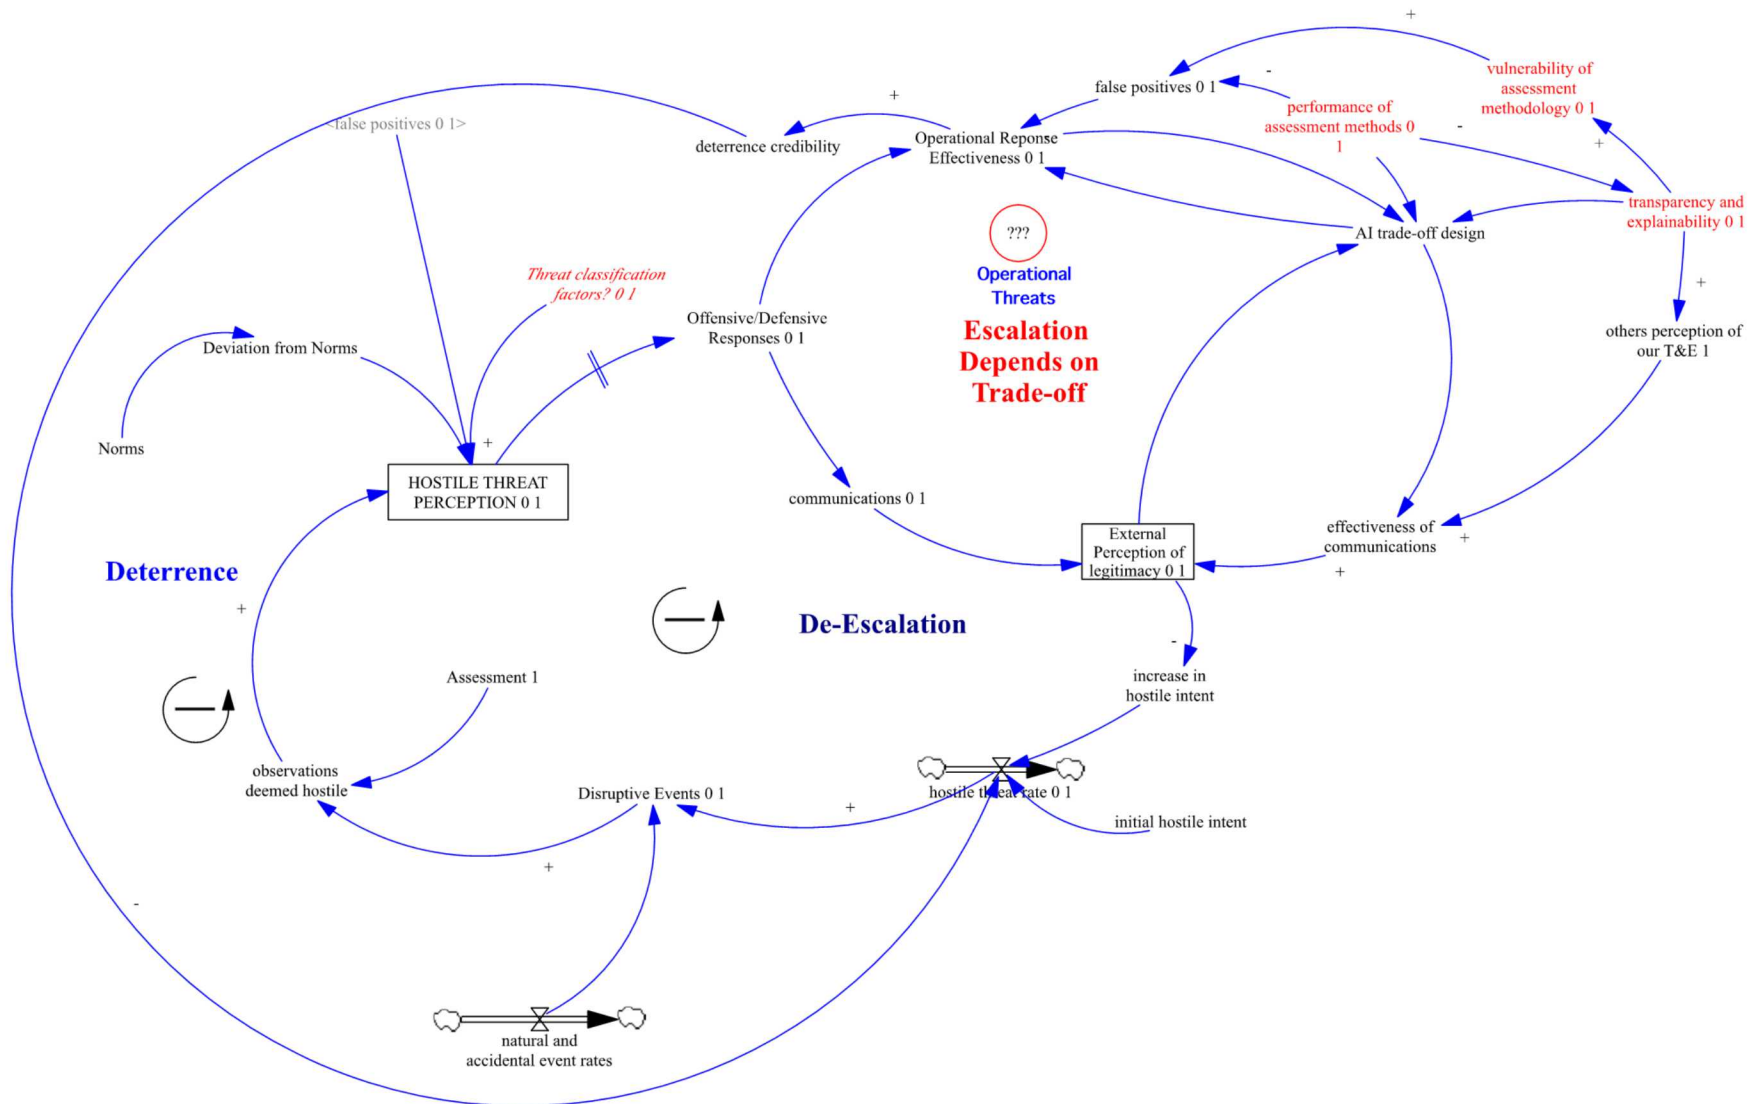 +
vulnerability of
assessment
methodology 0 1
-
false positives 0 1
+
performance of
assessment methods 0
1
-
<false positives 0 1>
deterrence credibility
Operational Reponse
Effectiveness 0 1
+
transparency and
explainability 0 1
???
AI trade-off design
Operational
Threats
Threat classification
factors? 0 1
+
Offensive/Defensive
Responses 0 1
Escalation
Depends on
Trade-off
others perception of
our T&E 1
Deviation from Norms
Norms
+
HOSTILE THREAT
PERCEPTION 0 1
communications 0 1
effectiveness of
communications
+
External
Perception of
legitimacy 0 1
+
Deterrence
+
De-Escalation
-
Assessment 1
increase in
hostile intent
observations
deemed hostile
Disruptive Events 0 1
+
hostile threat rate 0 1
initial hostile intent
+
-
natural and
accidental event rates